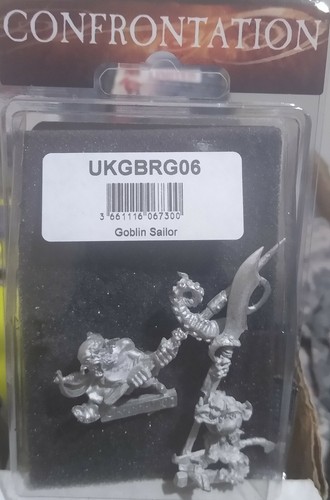 CONFRONTATION
UKGBRG06
3 661116 067300
Goblin Sailor